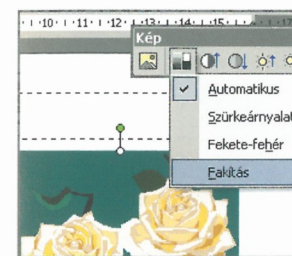 · 10 · 11 · 12 · 13 · 14 · 15 ·
Kép
Automatikus
Szürkeárnyalat
Fekete-fehér
Fakítás